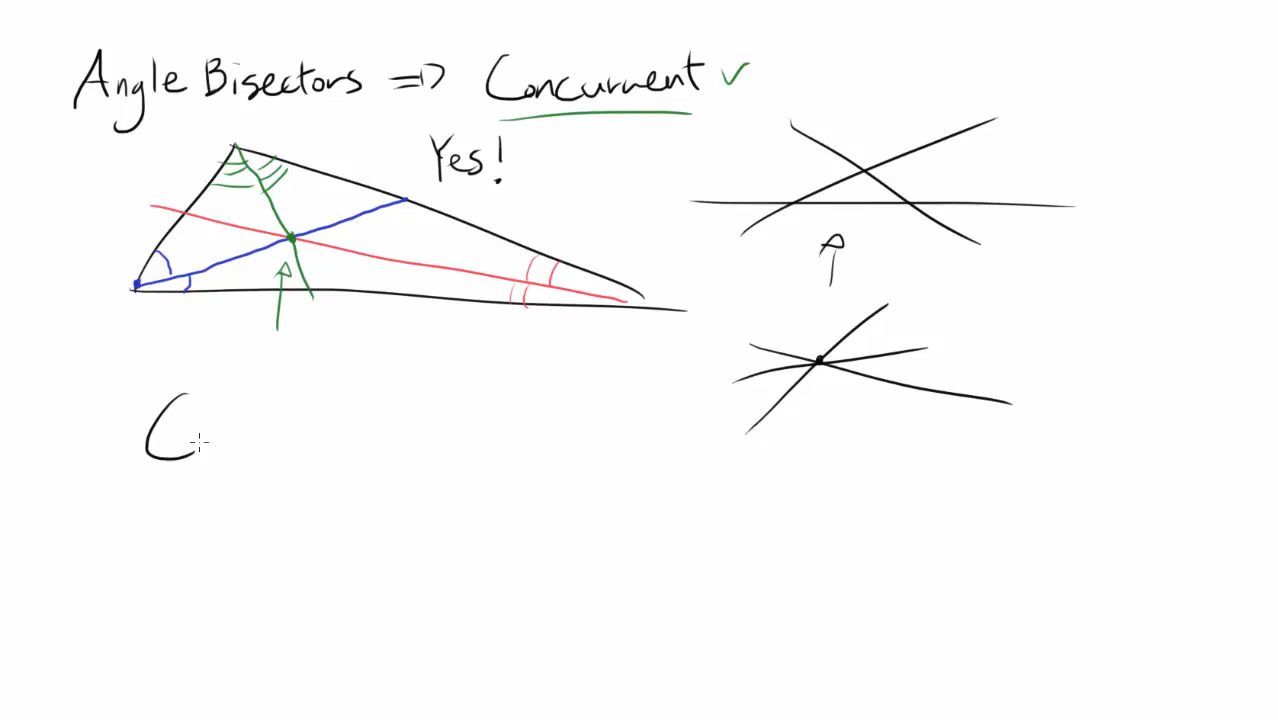 Angle Bisectors ⇒ Concurrent ✓
Yes!
C